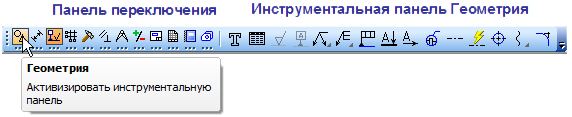 Панель переключения
Инструментальная панель Геометрия
Геометрия
Активизировать инструментальную
панель